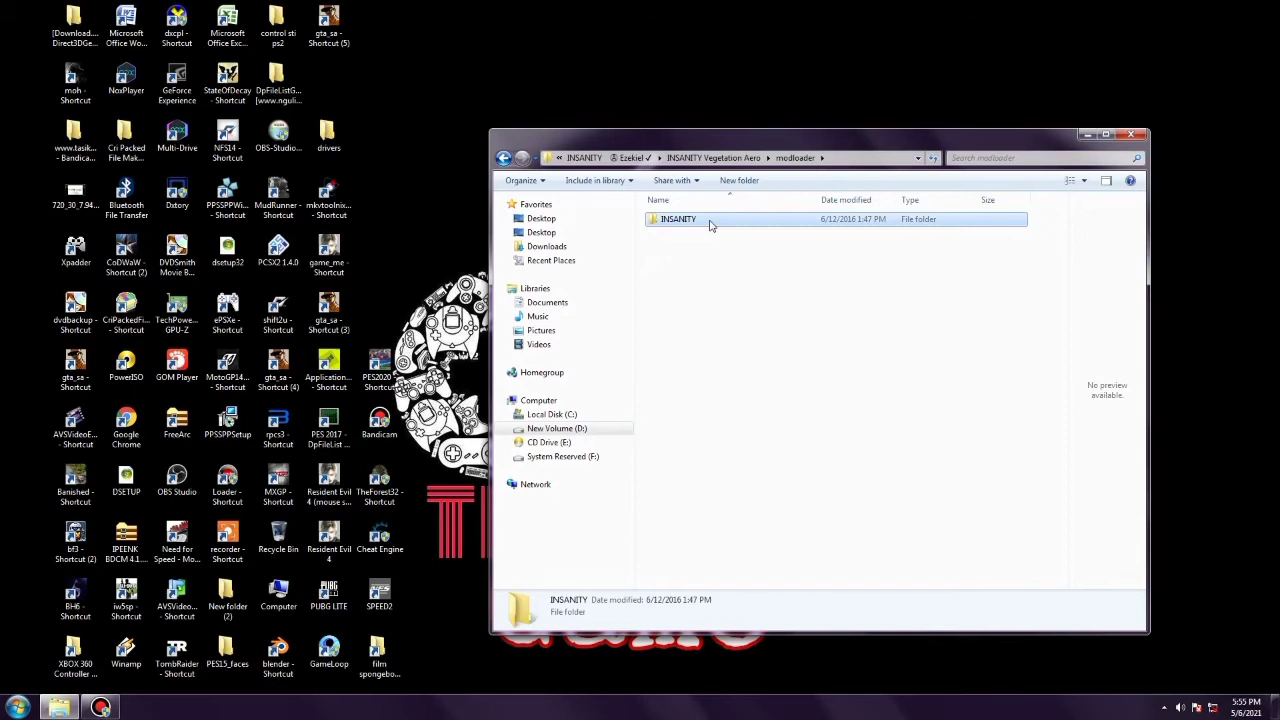 [Download....
Direct3DGe...
Microsoft
Office Wo...
dxcpl -
Shortcut
Microsoft
Office Exc...
control sti
ps2
gta_sa -
Shortcut (5)
moh -
Shortcut
NoxPlayer
GeForce
Experience
StateOfDecay
- Shortcut
DpFileListG...
[www.nguli...
www.tasik...
- Bandica...
Cri Packed
File Mak...
Multi-Drive
NFS14 -
Shortcut
OBS-Studio...
drivers
720_30_7.94...
Bluetooth
File Transfer
Dxtory
PPSSPPWi...
- Shortcut
MudRunner
- Shortcut
mkvtoolnix...
- Shortcut
Xpadder
CoDWaW -
Shortcut (2)
DVDSmith
Movie B...
dsetup32
PCSX2 1.4.0
game_me -
Shortcut
dvdbackup
- Shortcut
CriPackedFi...
- Shortcut
TechPowe...
GPU-Z
ePSXe -
Shortcut
shift2u -
Shortcut
gta_sa -
Shortcut (3)
gta_sa -
Shortcut
PowerISO
GOM Player
MotoGP14...
- Shortcut
gta_sa -
Shortcut (4)
Application...
- Shortcut
PES2020 -
Shortcut
AVSVideoE...
- Shortcut
Google
Chrome
FreeArc
PPSSPPSetup
rpcs3 -
Shortcut
PES 2017 -
DpFileList ...
Bandicam
Banished -
Shortcut
DSETUP
OBS Studio
Loader -
Shortcut
MXGP -
Shortcut
Resident Evil
4 (mouse s...
TheForest32
- Shortcut
bf3 -
Shortcut (2)
IPEENK
BDCM 4.1....
Need for
Speed - Mo...
recorder -
Shortcut
Recycle Bin
Resident Evil
4
Cheat Engine
BH6 -
Shortcut
iw5sp -
Shortcut
AVSVideo...
- Shortcut
New folder
(2)
Computer
PUBG LITE
SPEED2
XBOX 360
Controller ...
Winamp
TombRaider
- Shortcut
PES15_faces
blender -
Shortcut
GameLoop
film
spongebo...
« INSANITY Ⓐ Ezekiel ✓ INSANITY Vegetation Aero modloader
Search modloader
Organize Include in library Share with New folder
Name Date modified Type Size
INSANITY 6/12/2016 1:47 PM File folder
Favorites
Desktop
Desktop
Downloads
Recent Places
Libraries
Documents
Music
Pictures
Videos
Homegroup
Computer
Local Disk (C:)
New Volume (D:)
CD Drive (E:)
System Reserved (F:)
Network
No preview
available.
INSANITY Date modified: 6/12/2016 1:47 PM
File folder
5:55 PM
5/6/2021